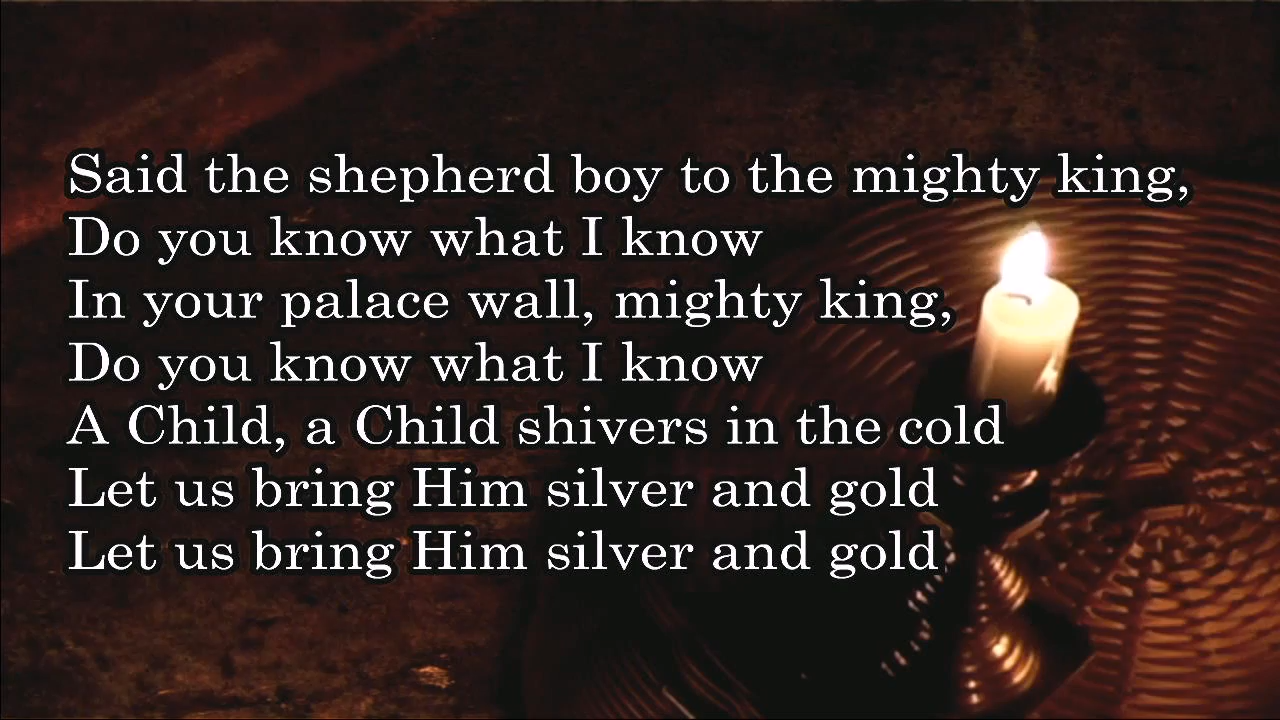 Said the shepherd boy to the mighty king,
Do you know what I know
In your palace wall, mighty king,
Do you know what I know
A Child, a Child shivers in the cold
Let us bring Him silver and gold
Let us bring Him silver and gold